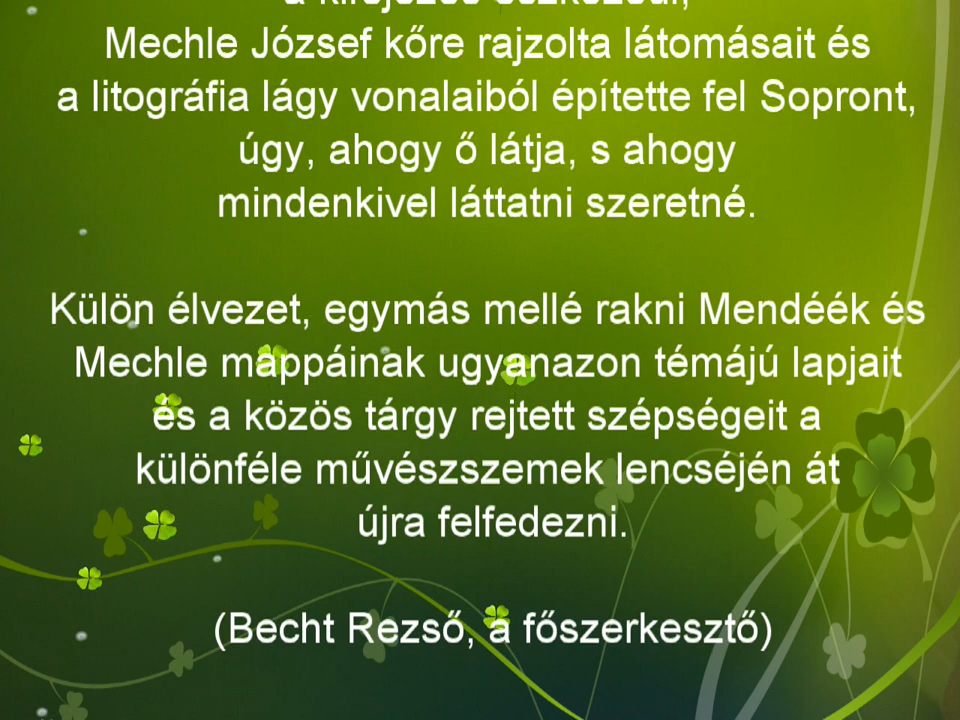 Mechle József kőre rajzolta látomásait és
a litográfia lágy vonalaiból építette fel Sopront,
úgy, ahogy ő látja, s ahogy
mindenkivel láttatni szeretné.
Külön élvezet, egymás mellé rakni Mendéék és
Mechle mappáinak ugyanazon témájú lapjait
és a közös tárgy rejtett szépségeit a
különféle művészszemek lencséjén át
újra felfedezni.
(Becht Rezső, a főszerkesztő)